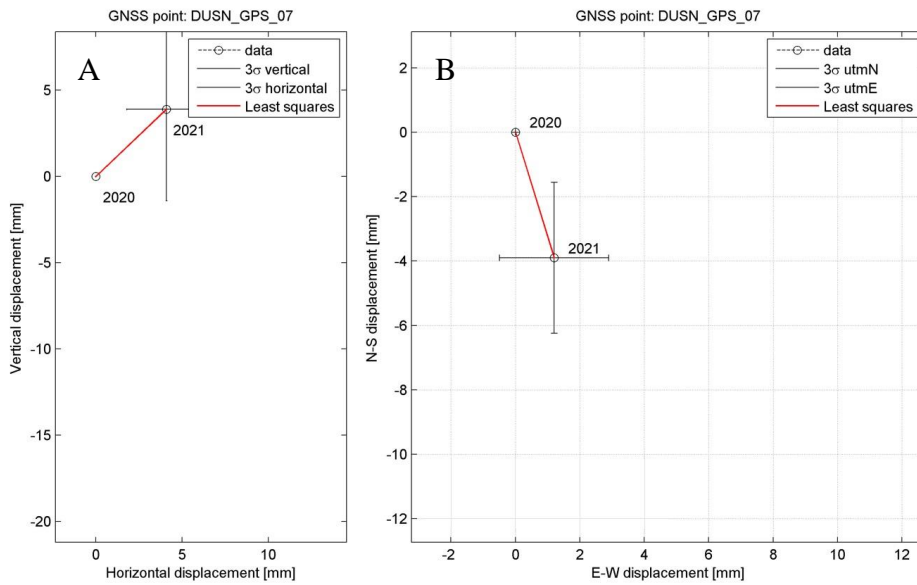 GNSS point: DUSN_GPS_07
A
data
3σ vertical
3σ horizontal
Least squares
2021
2020
5
0
-5
-10
-15
-20
Vertical displacement [mm]
0
5
10
Horizontal displacement [mm]
GNSS point: DUSN_GPS_07
B
data
3σ utmN
3σ utmE
Least squares
2020
2021
2
0
-2
-4
-6
-8
-10
-12
N-S displacement [mm]
-2
0
2
4
6
8
10
12
E-W displacement [mm]